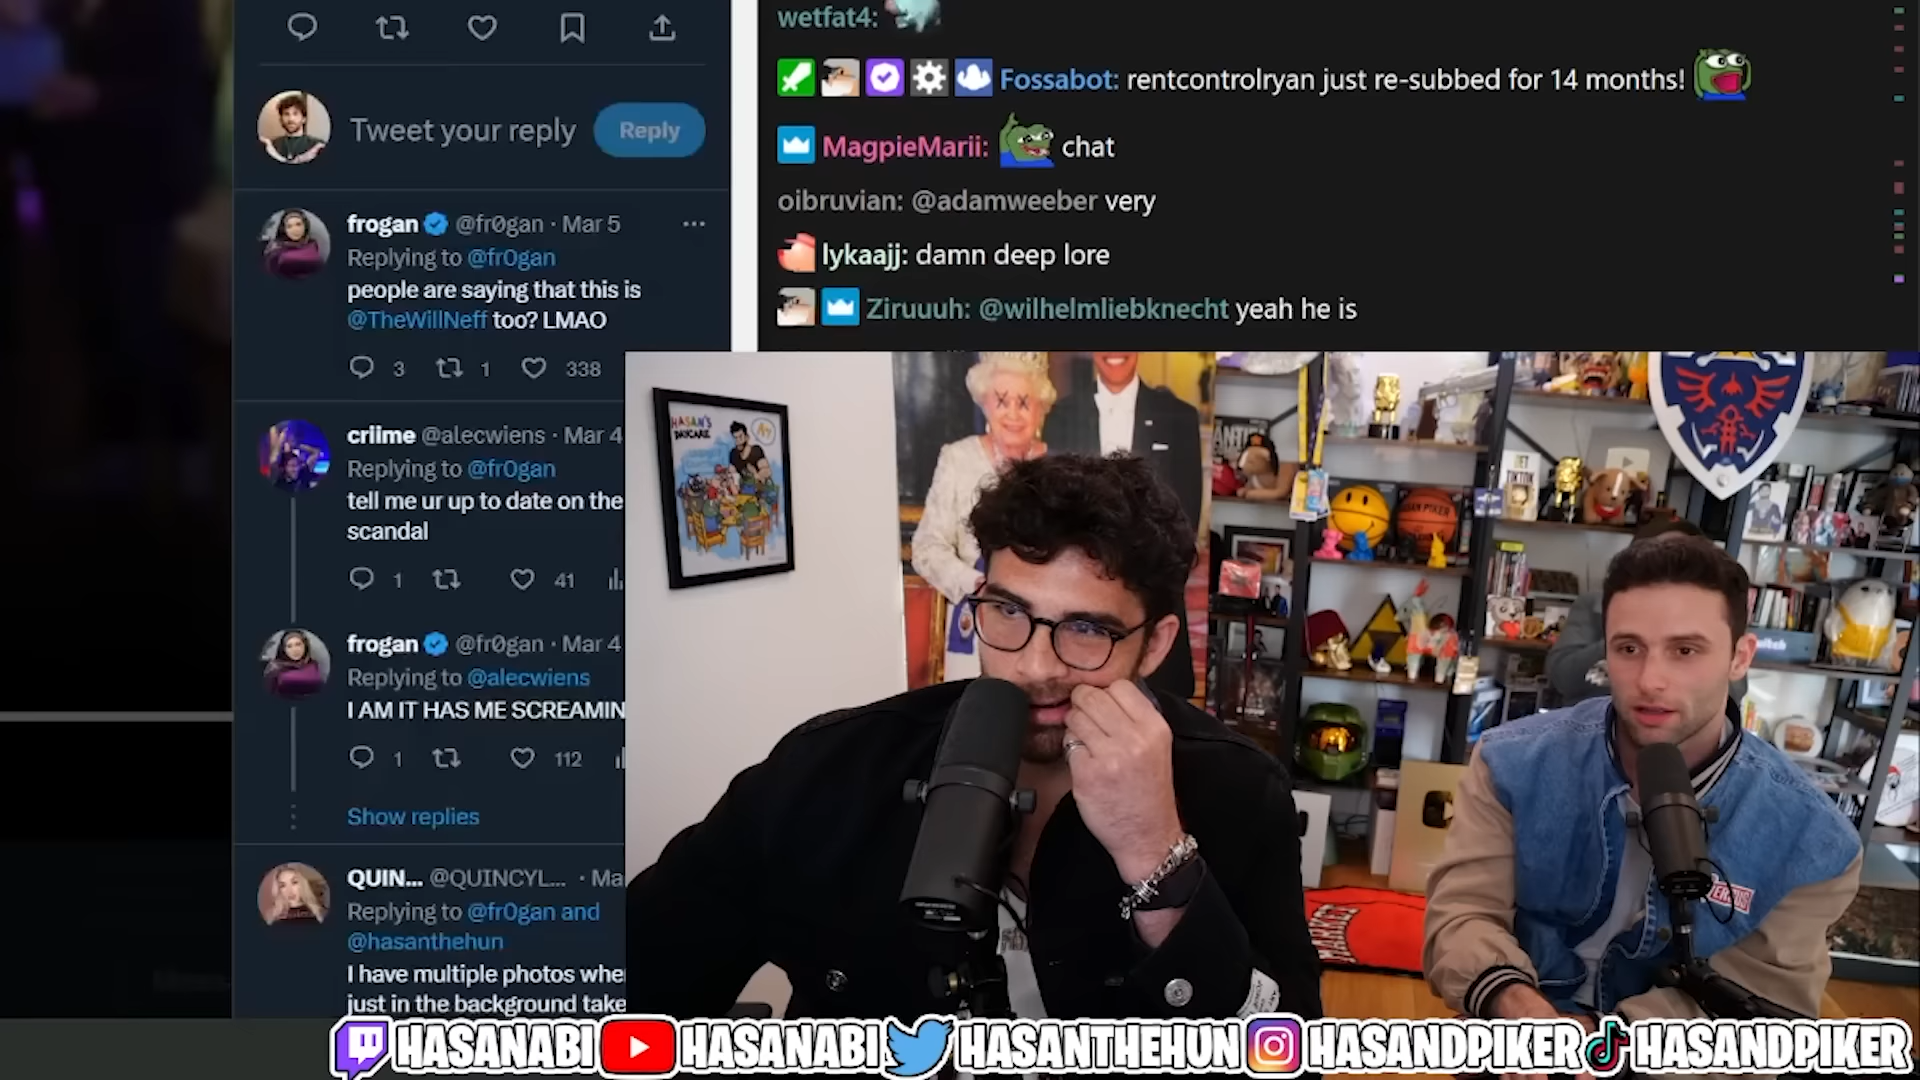 Tweet your reply
Reply
frogan @fr0gan · Mar 5
Replying to @fr0gan
people are saying that this is
@TheWillNeff too? LMAO
3 1 338
criime @alecwiens · Mar 4
Replying to @fr0gan
tell me ur up to date on the
scandal
1 41
frogan @fr0gan · Mar 4
Replying to @alecwiens
I AM IT HAS ME SCREAMIN
1 112
Show replies
QUIN... @QUINCYL... · Ma
Replying to @fr0gan and
@hasanthehun
I have multiple photos whe
just in the background take
wetfat4:
Fossabot: rentcontrolryan just re-subbed for 14 months!
MagpieMarii: chat
oibruvian: @adamweeber very
lykaajj: damn deep lore
Ziruuuh: @wilhelmliebknecht yeah he is
HASAN'S
DAYCARE
A+
HASAN PIKER
HASANABI HASANABI HASANTHEHUN HASANDPIKER HASANDPIKER